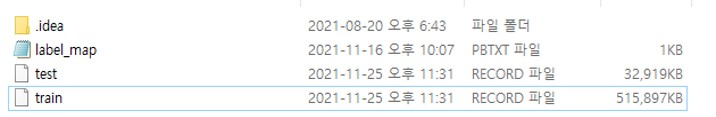 .idea 2021-08-20 오후 6:43 파일 폴더
label_map 2021-11-16 오후 10:07 PBTXT 파일 1KB
test 2021-11-25 오후 11:31 RECORD 파일 32,919KB
train 2021-11-25 오후 11:31 RECORD 파일 515,897KB